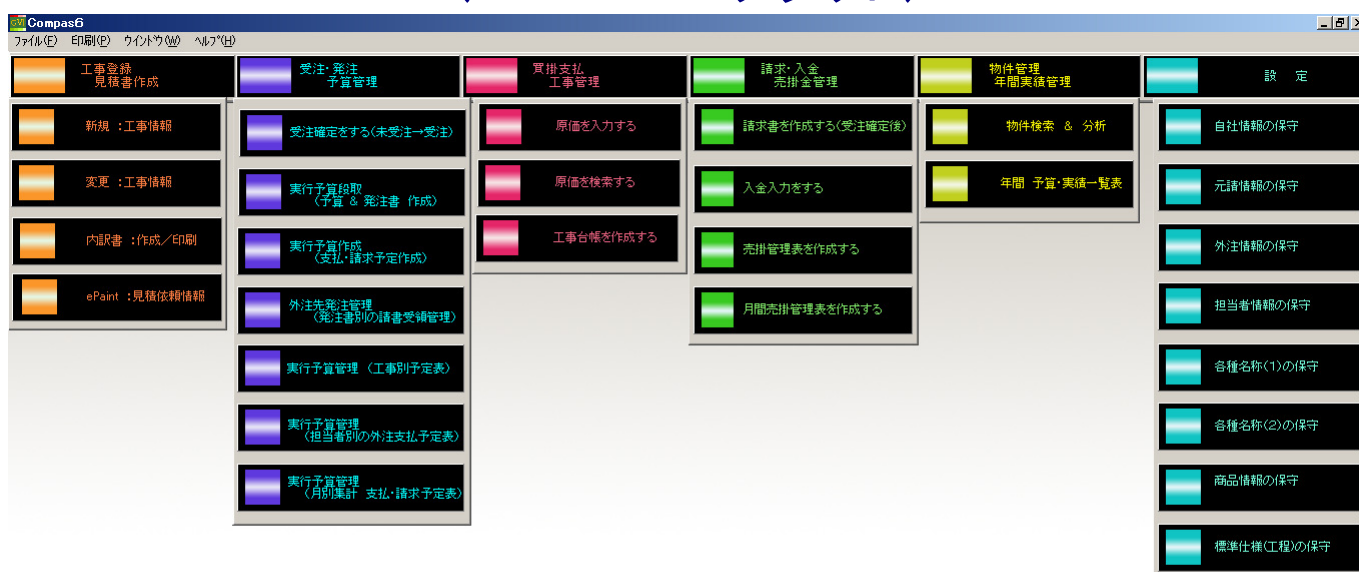 Compas6
ファイル(F) 印刷(P) ウインドウ(W) ヘルプ(H)
工事登録
見積書作成
受注・発注
予算管理
買掛支払
工事管理
請求・入金
売掛金管理
物件管理
年間実績管理
設 定
新規 :工事情報
変更 :工事情報
内訳書 :作成/印刷
ePaint :見積依頼情報
受注確定をする(未受注→受注)
実行予算段取
(予算 & 発注書 作成)
実行予算作成
(支払・請求予定作成)
外注先発注管理
(発注書別の請書受領管理)
実行予算管理 (工事別予定表)
実行予算管理
(担当者別の外注支払予定表)
実行予算管理
(月別集計 支払・請求予定表)
原価を入力する
原価を検索する
工事台帳を作成する
請求書を作成する(受注確定後)
入金入力をする
売掛管理表を作成する
月間売掛管理表を作成する
物件検索 & 分析
年間 予算・実績一覧表
自社情報の保守
元請情報の保守
外注情報の保守
担当者情報の保守
各種名称(1)の保守
各種名称(2)の保守
商品情報の保守
標準仕様(工程)の保守